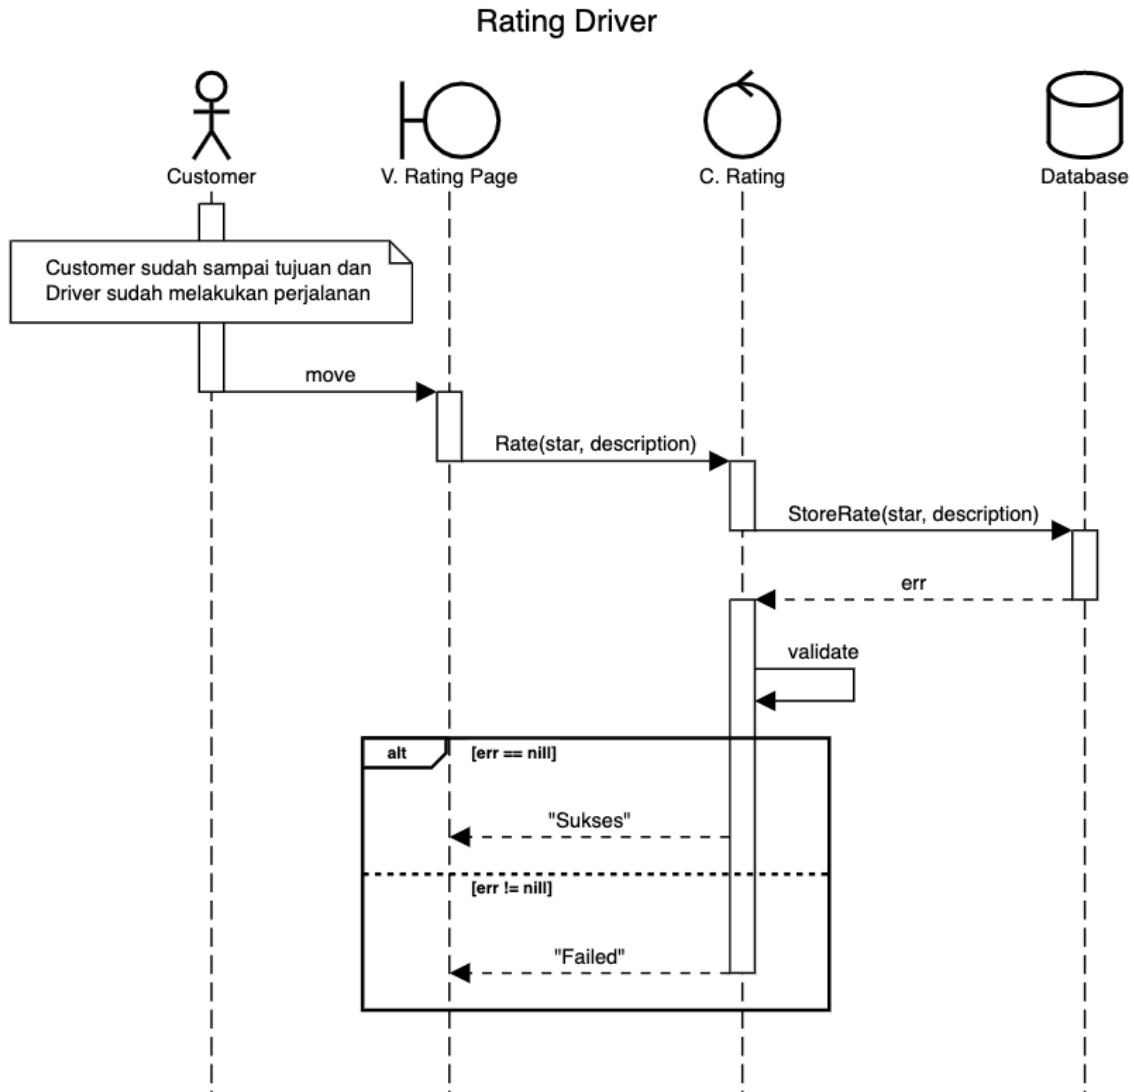 Rating Driver
Customer
V. Rating Page
C. Rating
Database
Customer sudah sampai tujuan dan
Driver sudah melakukan perjalanan
move
Rate(star, description)
StoreRate(star, description)
err
validate
alt
[err == nill]
"Sukses"
[err != nill]
"Failed"